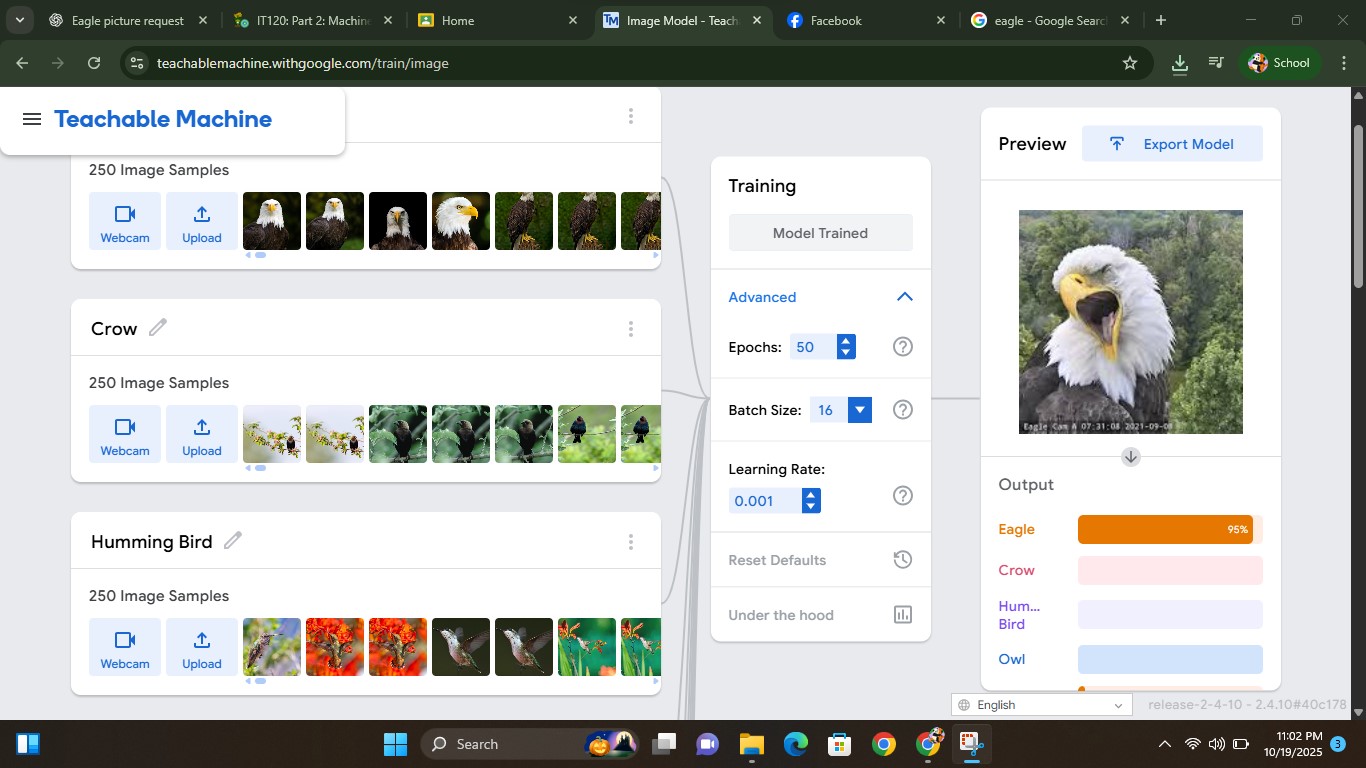 Eagle picture request
IT120: Part 2: Machine
Home
Image Model - Teach
Facebook
eagle - Google Search
teachablemachine.withgoogle.com/train/image
School
Teachable Machine
250 Image Samples
Webcam
Upload
Crow
250 Image Samples
Webcam
Upload
Humming Bird
250 Image Samples
Webcam
Upload
Training
Model Trained
Advanced
Epochs: 50
Batch Size: 16
Learning Rate:
0.001
Reset Defaults
Under the hood
Preview
Export Model
Eagle Cam A 07:31:08 2021-09-0
Output
Eagle 95%
Crow
Hum...
Bird
Owl
English
release-2-4-10 - 2.4.10#40c178
Search
11:02 PM
10/19/2025
3